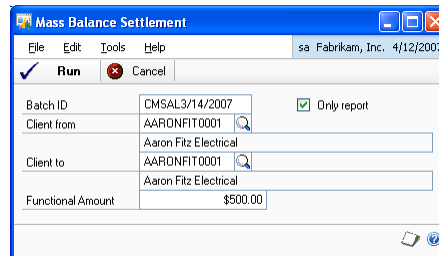 Mass Balance Settlement
File Edit Tools Help sa Fabrikam, Inc. 4/12/2007
Run Cancel
Batch ID CMSAL3/14/2007 Only report
Client from AARONFIT0001
Aaron Fitz Electrical
Client to AARONFIT0001
Aaron Fitz Electrical
Functional Amount $500.00